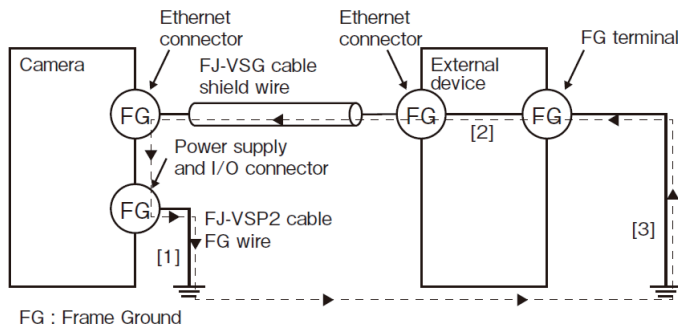 Ethernet
connector
Ethernet
connector
FG terminal
Camera
FJ-VSG cable
shield wire
External
device
FG
FG
FG
[2]
Power supply
and I/O connector
FG
FJ-VSP2 cable
FG wire
[1]
[3]
FG : Frame Ground